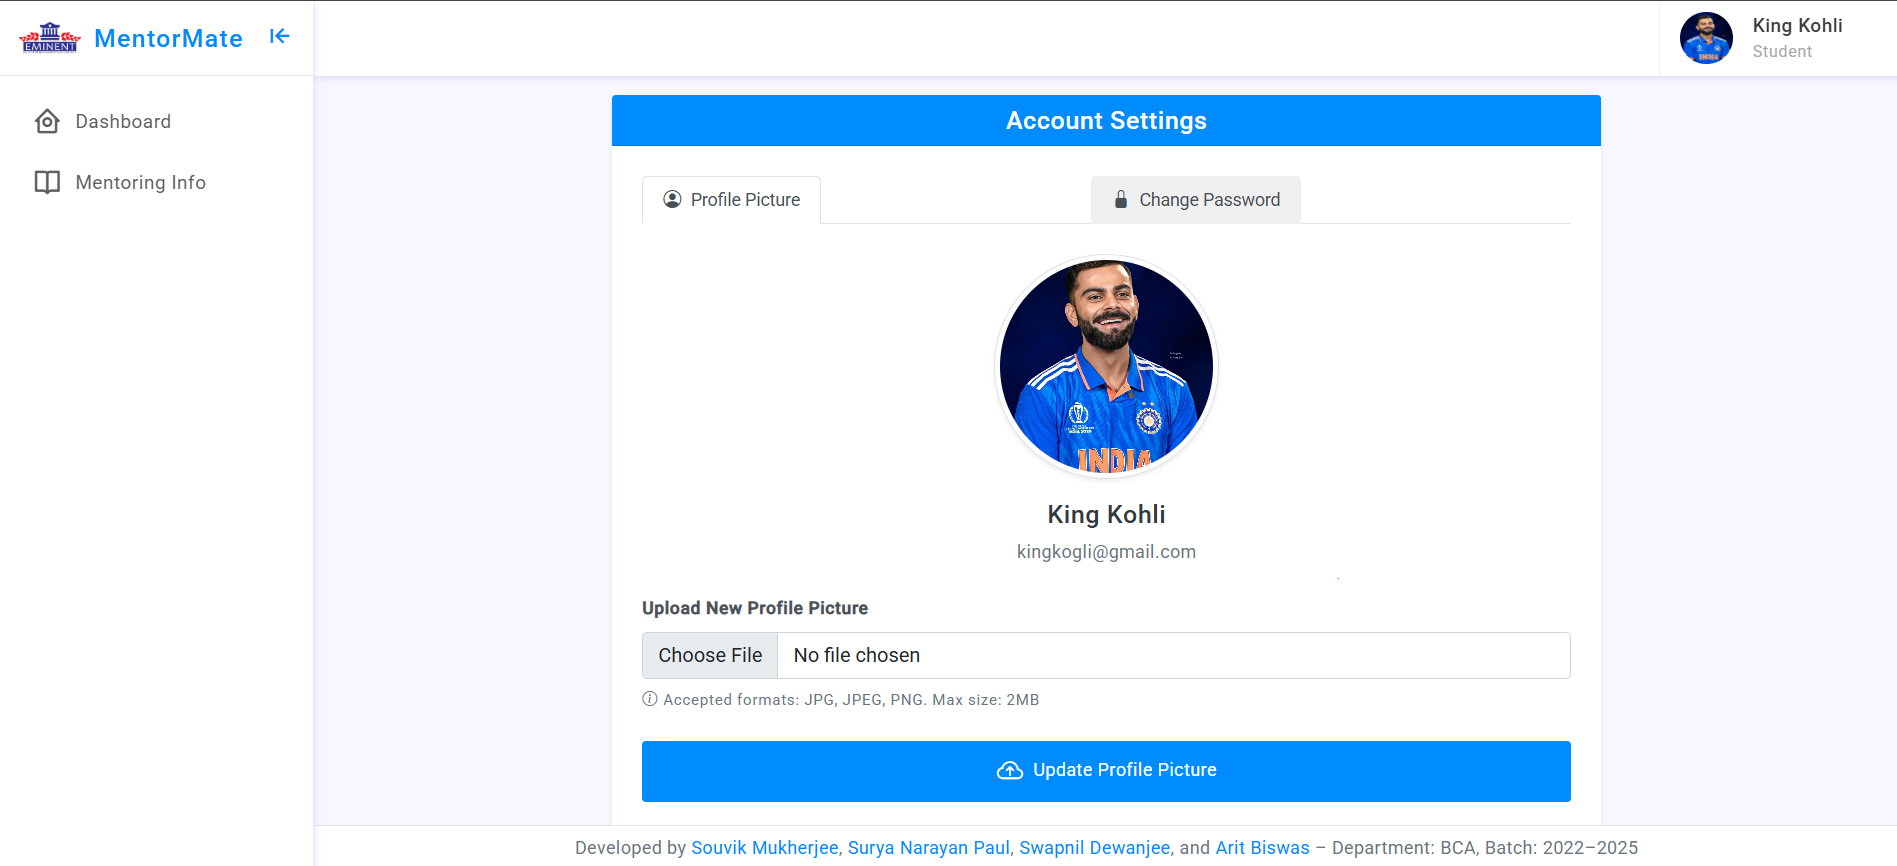 EMINENT
MentorMate
King Kohli
Student
Dashboard
Mentoring Info
Account Settings
Profile Picture
Change Password
INDIA
King Kohli
kingkogli@gmail.com
Upload New Profile Picture
Choose File No file chosen
Accepted formats: JPG, JPEG, PNG. Max size: 2MB
Update Profile Picture
Developed by Souvik Mukherjee, Surya Narayan Paul, Swapnil Dewanjee, and Arit Biswas – Department: BCA, Batch: 2022–2025